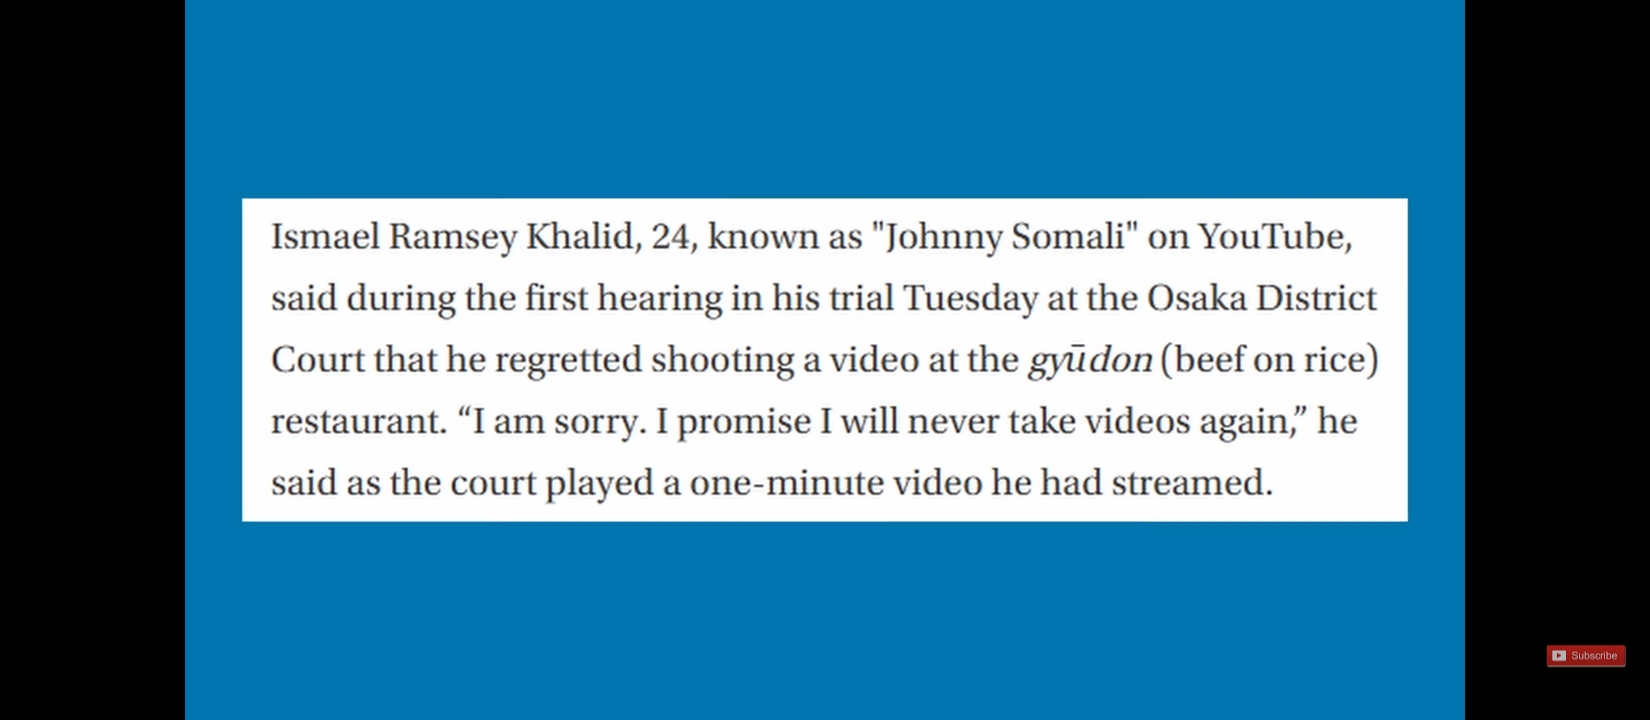 Ismael Ramsey Khalid, 24, known as "Johnny Somali" on YouTube,
said during the first hearing in his trial Tuesday at the Osaka District
Court that he regretted shooting a video at the gyūdon (beef on rice)
restaurant. “I am sorry. I promise I will never take videos again,” he
said as the court played a one-minute video he had streamed.
Subscribe